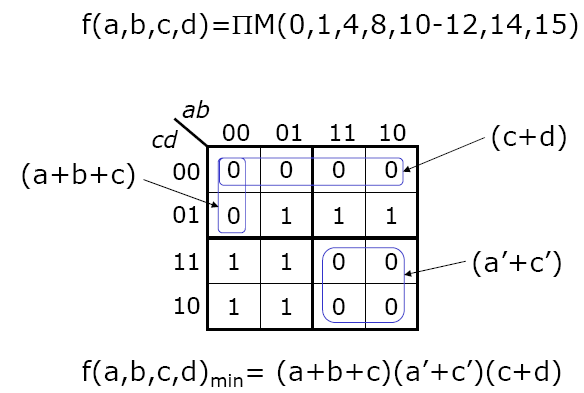 f(a,b,c,d)=ΠM(0,1,4,8,10-12,14,15)
ab
cd
00 01 11 10
(c+d)
00 0 0 0 0
(a+b+c)
01 0 1 1 1
11 1 1 0 0
(a′+c′)
10 1 1 0 0
f(a,b,c,d)min= (a+b+c)(a′+c′)(c+d)